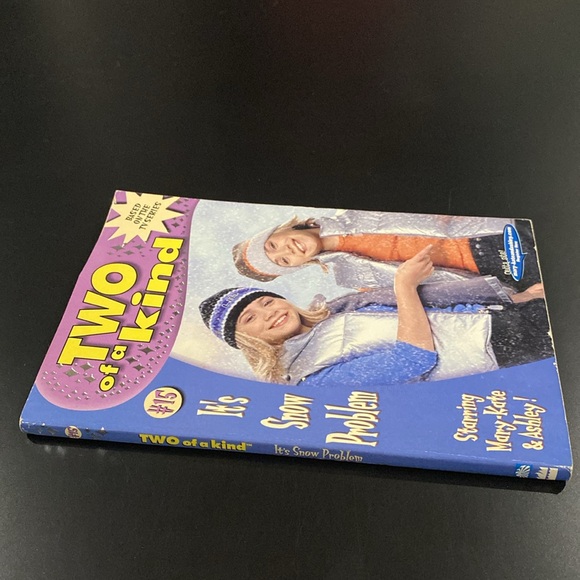 BASED
ON THE
TV SERIES
TWO
of a kind
#15
It's
Snow
Problem
Starring
Mary-Kate
& Ashley!
TWO of a kind™
It's Snow Problem